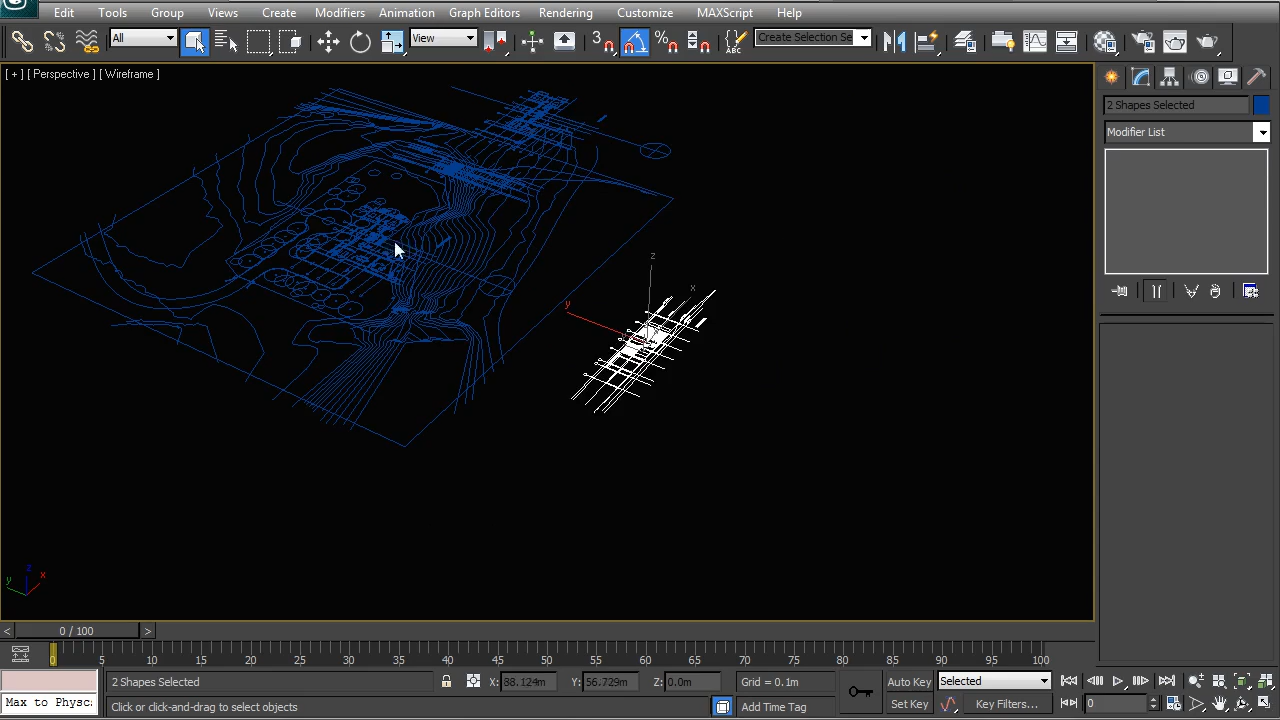 Edit Tools Group Views Create Modifiers Animation Graph Editors Rendering Customize MAXScript Help
All View 3 % ABC Create Selection Se
[ + ] [ Perspective ] [ Wireframe ]
2 Shapes Selected
Modifier List
z
x
y
z
y x
< 0 / 100 >
0 5 10 15 20 25 30 35 40 45 50 55 60 65 70 75 80 85 90 95 100
2 Shapes Selected X: 38.124m Y: 56.729m Z: 0.0m Grid = 0.1m Auto Key Selected
Max to Physc: Click or click-and-drag to select objects Add Time Tag Set Key Key Filters... 0